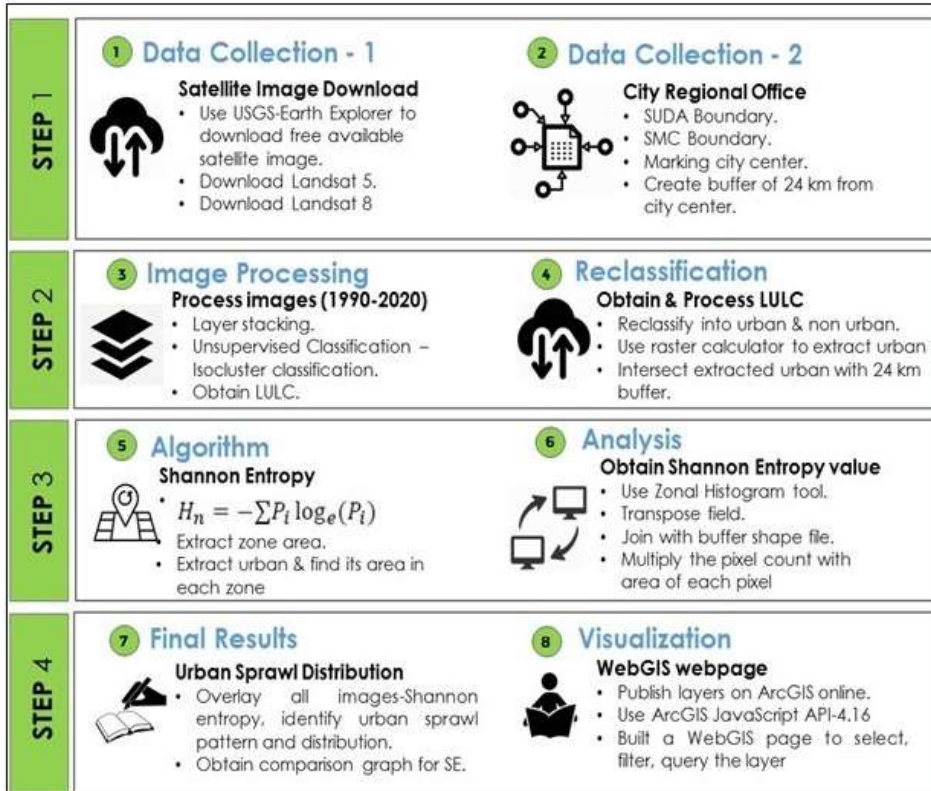 STEP 1
1 Data Collection - 1
Satellite Image Download
• Use USGS-Earth Explorer to
download free available
satellite image.
• Download Landsat 5.
• Download Landsat 8
2 Data Collection - 2
City Regional Office
• SUDA Boundary.
• SMC Boundary.
• Marking city center.
• Create buffer of 24 km from
city center.
STEP 2
3 Image Processing
Process images (1990-2020)
• Layer stacking.
• Unsupervised Classification –
Isocluster classification.
• Obtain LULC.
4 Reclassification
Obtain & Process LULC
• Reclassify into urban & non urban.
• Use raster calculator to extract urban
• Intersect extracted urban with 24 km
buffer.
STEP 3
5 Algorithm
Shannon Entropy
• Hₙ = −∑Pᵢ logₑ(Pᵢ)
• Extract zone area.
• Extract urban & find its area in
each zone
6 Analysis
Obtain Shannon Entropy value
• Use Zonal Histogram tool.
• Transpose field.
• Join with buffer shape file.
• Multiply the pixel count with
area of each pixel
STEP 4
7 Final Results
Urban Sprawl Distribution
• Overlay all images-Shannon
entropy, identify urban sprawl
pattern and distribution.
• Obtain comparison graph for SE.
8 Visualization
WebGIS webpage
• Publish layers on ArcGIS online.
• Use ArcGIS JavaScript API-4.16
• Built a WebGIS page to select,
filter, query the layer